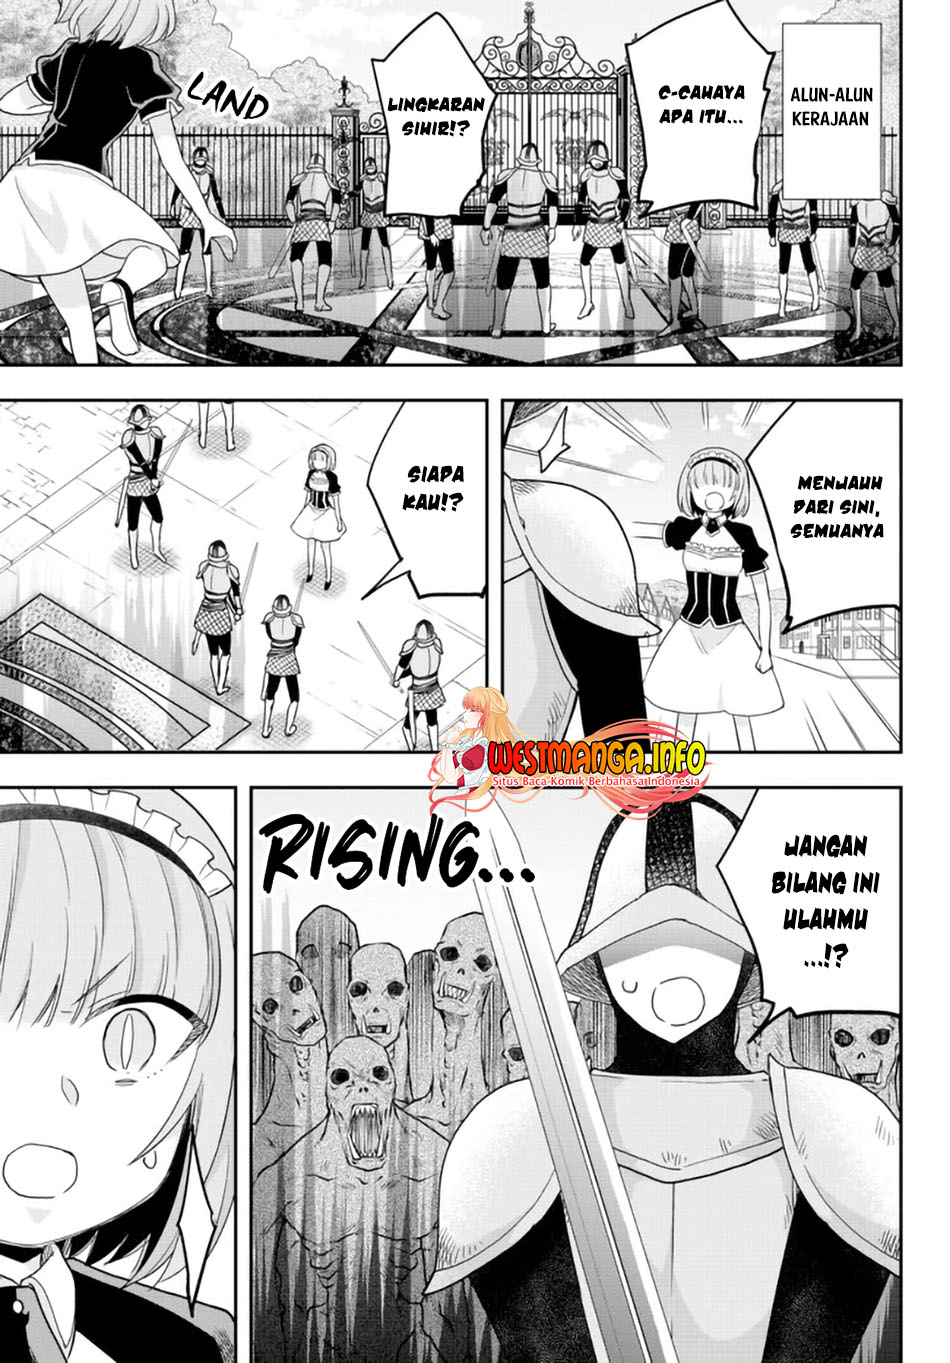 ALUN-ALUN
KERAJAAN
C-CAHAYA
APA ITU...
LINGKARAN
SIHIR!?
LAND
MENJAUH
DARI SINI,
SEMUANYA
SIAPA
KAU!?
WESTMANGA.INFO
Situs Baca Komik Berbahasa Indonesia
JANGAN
BILANG INI
ULAHMU
...!?
RISING...